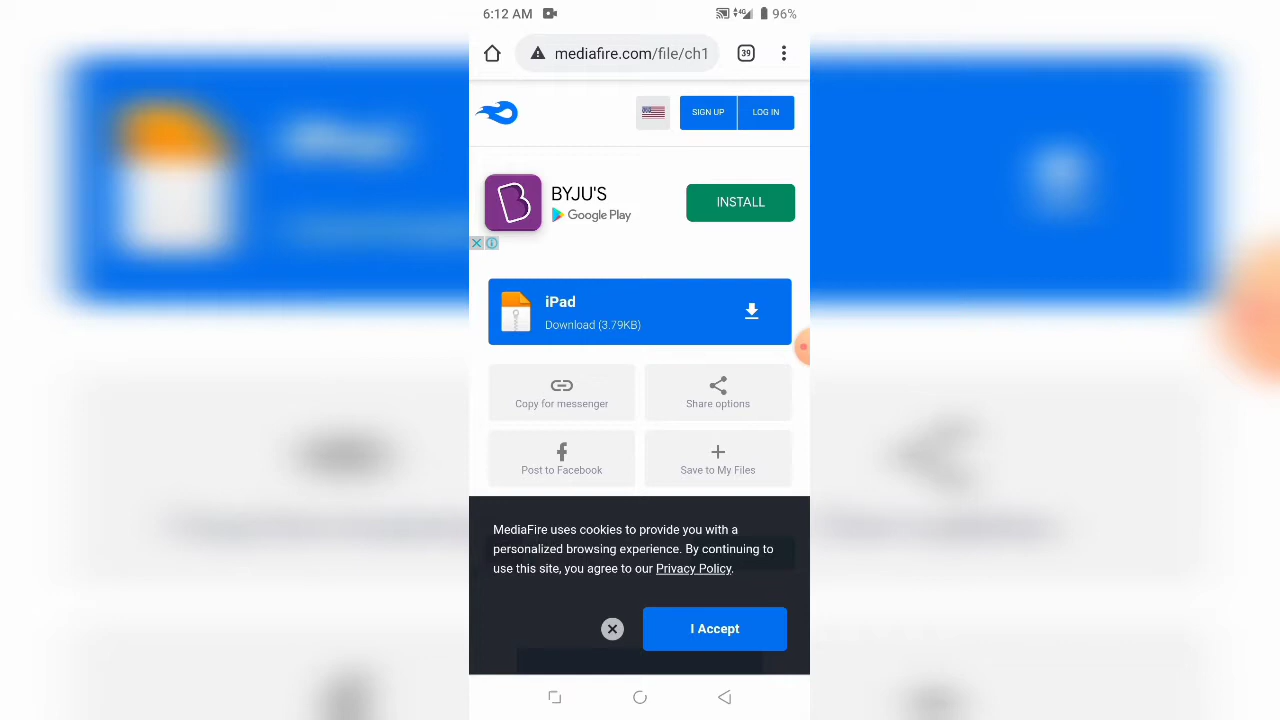 6:12 AM 4G 96%
mediafire.com/file/ch1 39
SIGN UP LOG IN
BYJU'S
Google Play
INSTALL
iPad
Download (3.79KB)
Copy for messenger Share options
Post to Facebook Save to My Files
MediaFire uses cookies to provide you with a
personalized browsing experience. By continuing to
use this site, you agree to our Privacy Policy.
I Accept